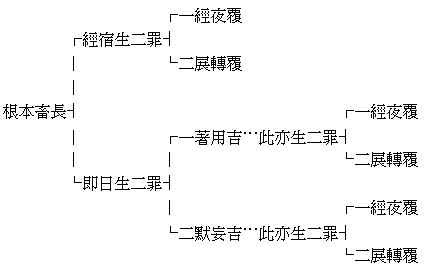 一經夜覆
經宿生二罪
二展轉覆
根本畜長
一經夜覆
一著用吉…此亦生二罪
二展轉覆
即日生二罪
一經夜覆
二默妄吉…此亦生二罪
二展轉覆